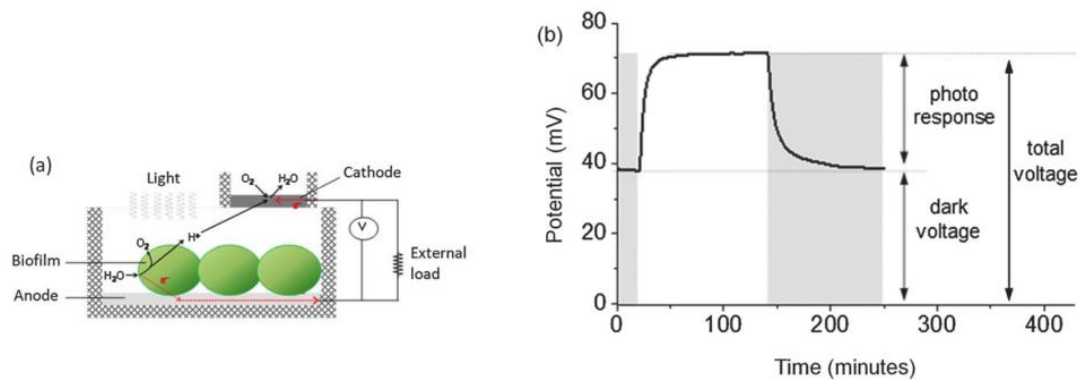 (a)
Light
O₂
H₂O
Cathode
e⁻
H⁺
V
O₂
Biofilm
H₂O
e⁻
External
load
Anode
(b)
Potential (mV)
80
60
40
20
0
0
100
200
300
400
Time (minutes)
photo
response
dark
voltage
total
voltage